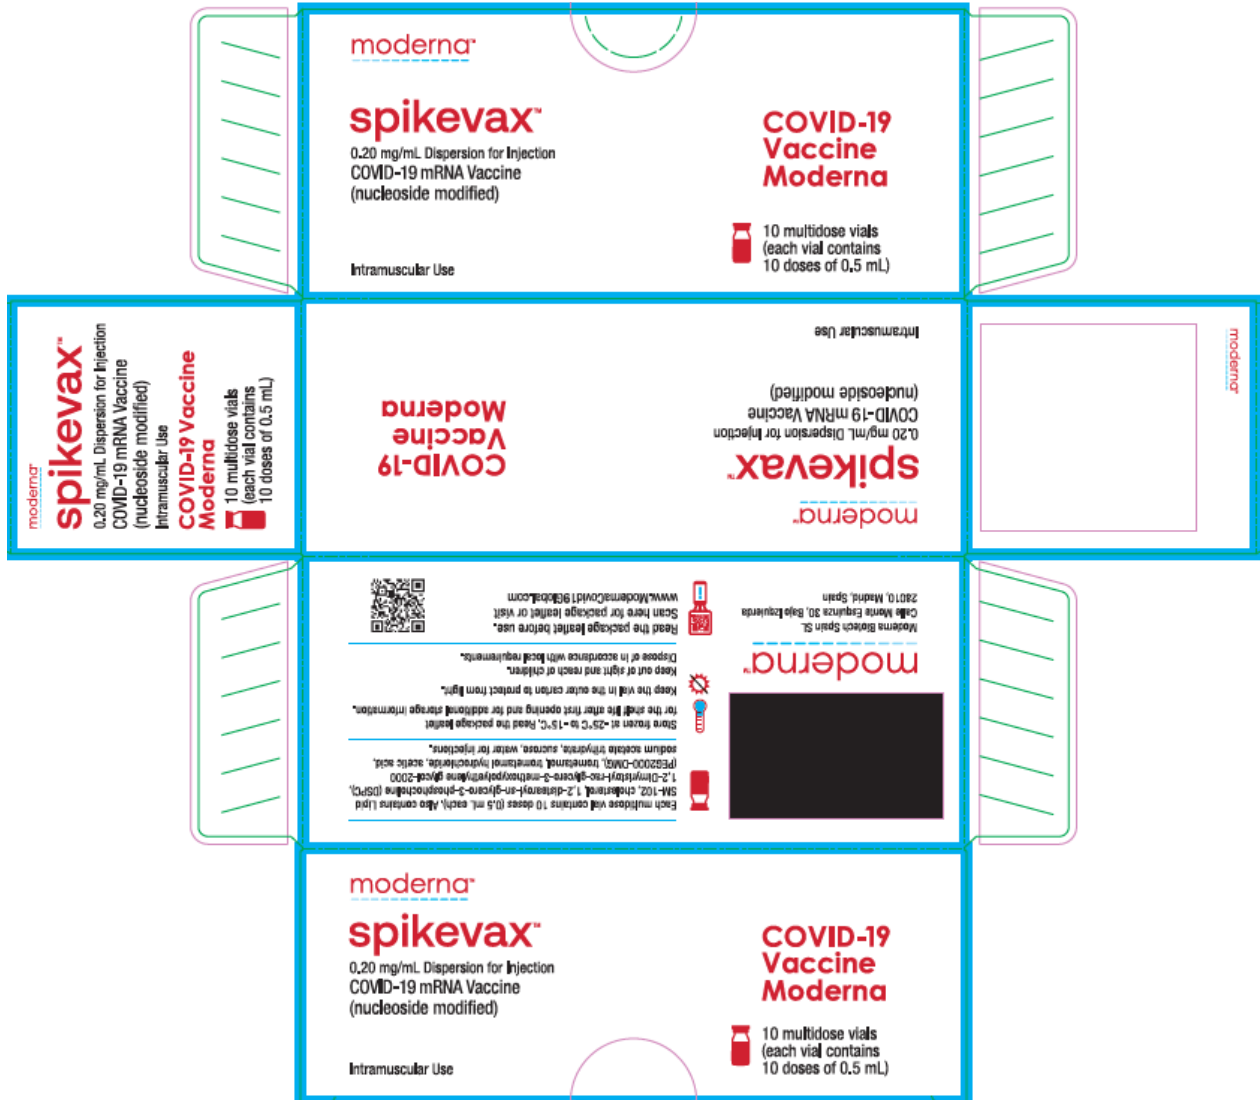 moderna™
spikevax™
0.20 mg/mL Dispersion for Injection
COVID-19 mRNA Vaccine
(nucleoside modified)
Intramuscular Use
COVID-19
Vaccine
Moderna
10 multidose vials
(each vial contains
10 doses of 0.5 mL)
moderna™
spikevax™
0.20 mg/mL Dispersion for Injection
COVID-19 mRNA Vaccine
(nucleoside modified)
Intramuscular Use
COVID-19 Vaccine
Moderna
10 multidose vials
(each vial contains
10 doses of 0.5 mL)
moderna™
spikevax™
0.20 mg/mL Dispersion for Injection
COVID-19 mRNA Vaccine
(nucleoside modified)
Intramuscular Use
COVID-19
Vaccine
Moderna
moderna™
Each multidose vial contains 10 doses (0.5 mL each). Also contains Lipid
SM-102, cholesterol, 1,2-distearoyl-sn-glycero-3-phosphocholine (DSPC),
1,2-Dimyristoyl-rac-glycero-3-methoxypolyethylene glycol-2000
(PEG2000-DMG), trometamol, trometamol hydrochloride, acetic acid,
sodium acetate trihydrate, sucrose, water for injections.
Store frozen at -25°C to -15°C. Read the package leaflet
for the shelf life after first opening and for additional storage information.
Keep the vial in the outer carton to protect from light.
Keep out of sight and reach of children.
Dispose of in accordance with local requirements.
Read the package leaflet before use.
Scan here for package leaflet or visit
www.ModernaCovid19Global.com
moderna™
Moderna Biotech Spain SL
Calle Monte Esquinza 30, Bajo Izquierda
28010, Madrid, Spain
moderna™
spikevax™
0.20 mg/mL Dispersion for Injection
COVID-19 mRNA Vaccine
(nucleoside modified)
Intramuscular Use
COVID-19
Vaccine
Moderna
10 multidose vials
(each vial contains
10 doses of 0.5 mL)